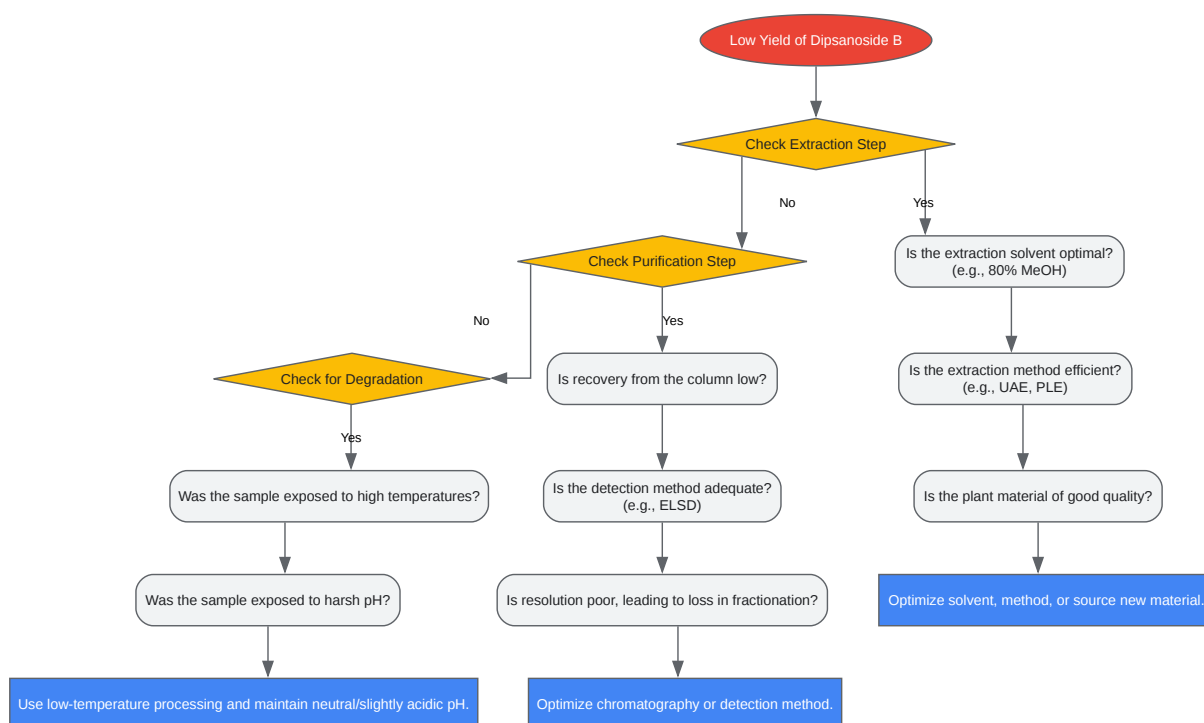 Low Yield of Dipsanoside B
Check Extraction Step
No
Yes
Check Purification Step
Is the extraction solvent optimal?
(e.g., 80% MeOH)
No
Yes
Check for Degradation
Is recovery from the column low?
Is the extraction method efficient?
(e.g., UAE, PLE)
Yes
Was the sample exposed to high temperatures?
Is the detection method adequate?
(e.g., ELSD)
Is the plant material of good quality?
Was the sample exposed to harsh pH?
Is resolution poor, leading to loss in fractionation?
Optimize solvent, method, or source new material.
Use low-temperature processing and maintain neutral/slightly acidic pH.
Optimize chromatography or detection method.